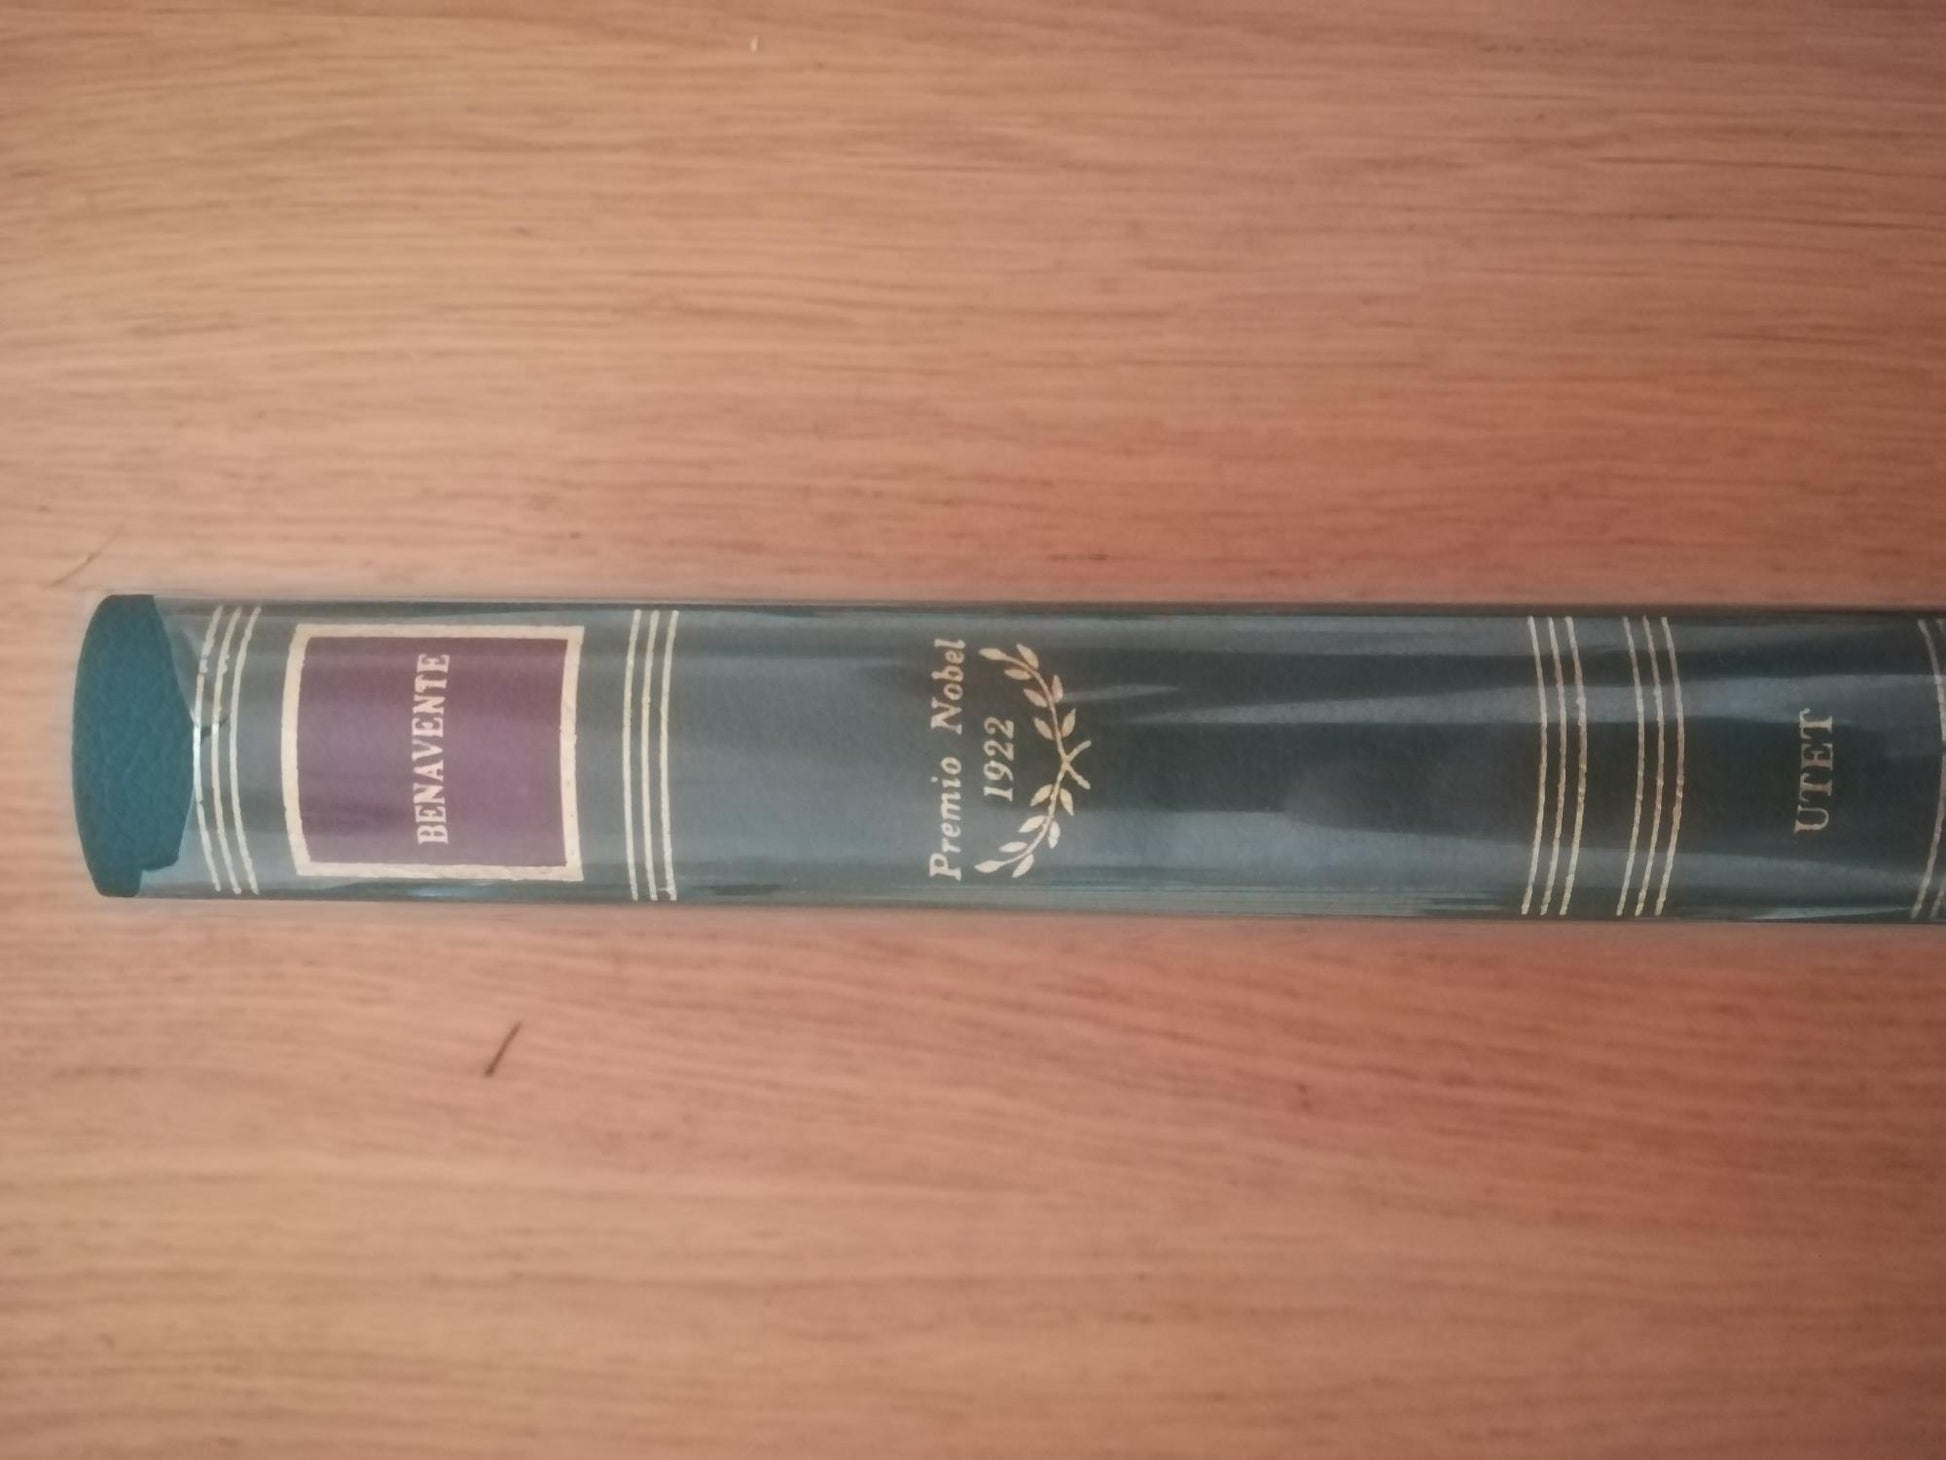 BENAVENTE
Premio Nobel
1922
UTET